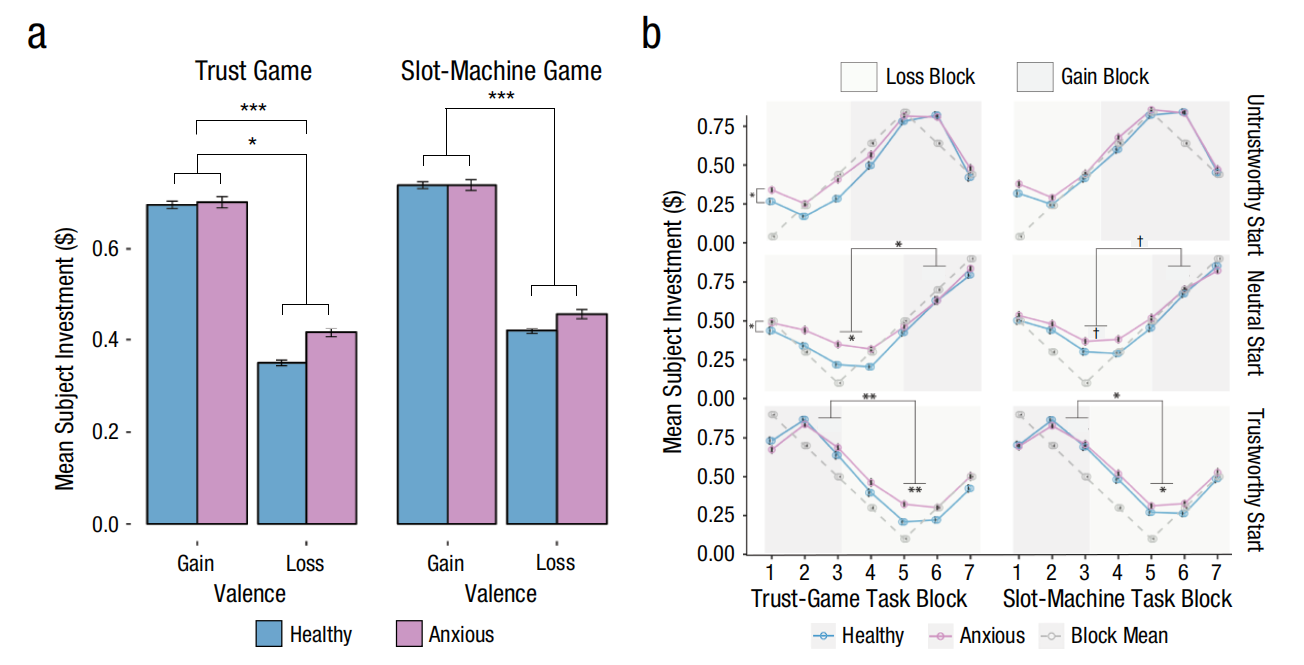 a
Trust Game
Slot-Machine Game
***
*
***
Mean Subject Investment ($)
0.6
0.4
0.2
0.0
Gain
Loss
Gain
Loss
Valence
Valence
Healthy
Anxious
b
Loss Block
Gain Block
Mean Subject Investment ($)
0.75
0.50
0.25
0.00
*
Untrustworthy Start
0.75
0.50
0.25
0.00
*
*
*
†
†
Neutral Start
0.75
0.50
0.25
0.00
**
**
*
*
Trustworthy Start
1 2 3 4 5 6 7
1 2 3 4 5 6 7
Trust-Game Task Block
Slot-Machine Task Block
Healthy
Anxious
Block Mean